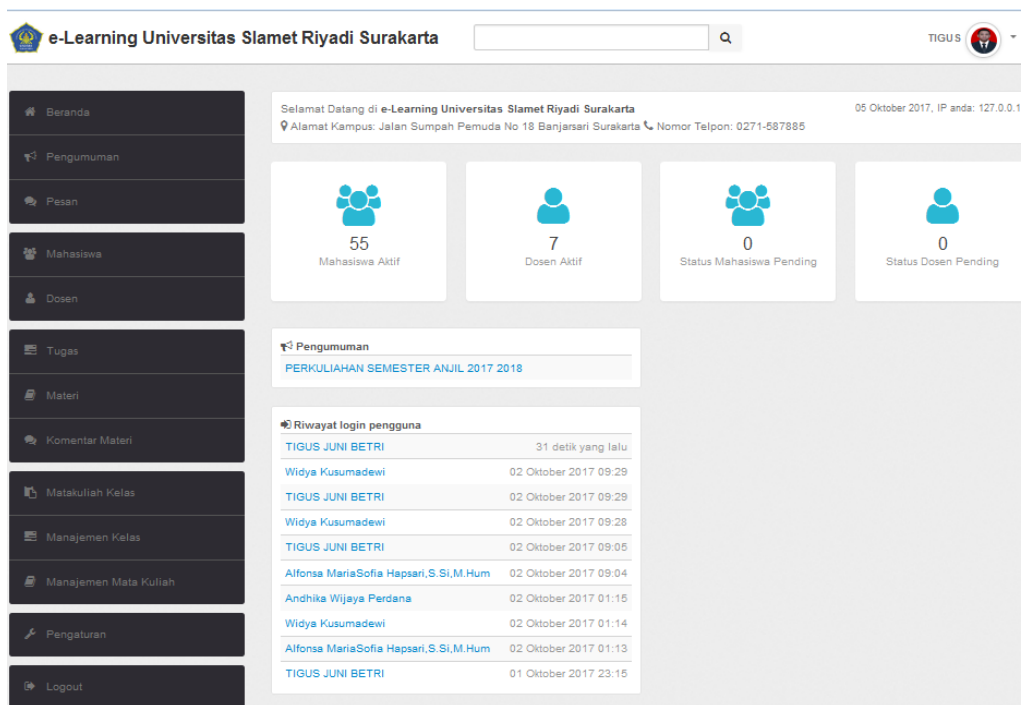 e-Learning Universitas Slamet Riyadi Surakarta
TIGUS
Beranda
Pengumuman
Pesan
Mahasiswa
Dosen
Tugas
Materi
Komentar Materi
Matakuliah Kelas
Manajemen Kelas
Manajemen Mata Kuliah
Pengaturan
Logout
Selamat Datang di e-Learning Universitas Slamet Riyadi Surakarta
05 Oktober 2017, IP anda: 127.0.0.1
Alamat Kampus: Jalan Sumpah Pemuda No 18 Banjarsari Surakarta Nomor Telpon: 0271-587885
55
Mahasiswa Aktif
7
Dosen Aktif
0
Status Mahasiswa Pending
0
Status Dosen Pending
Pengumuman
PERKULIAHAN SEMESTER ANJIL 2017 2018
Riwayat login pengguna
TIGUS JUNI BETRI 31 detik yang lalu
Widya Kusumadewi 02 Oktober 2017 09:29
TIGUS JUNI BETRI 02 Oktober 2017 09:29
Widya Kusumadewi 02 Oktober 2017 09:28
TIGUS JUNI BETRI 02 Oktober 2017 09:05
Alfonsa MariaSofia Hapsari,S.Si,M.Hum 02 Oktober 2017 09:04
Andhika Wijaya Perdana 02 Oktober 2017 01:15
Widya Kusumadewi 02 Oktober 2017 01:14
Alfonsa MariaSofia Hapsari,S.Si,M.Hum 02 Oktober 2017 01:13
TIGUS JUNI BETRI 01 Oktober 2017 23:15